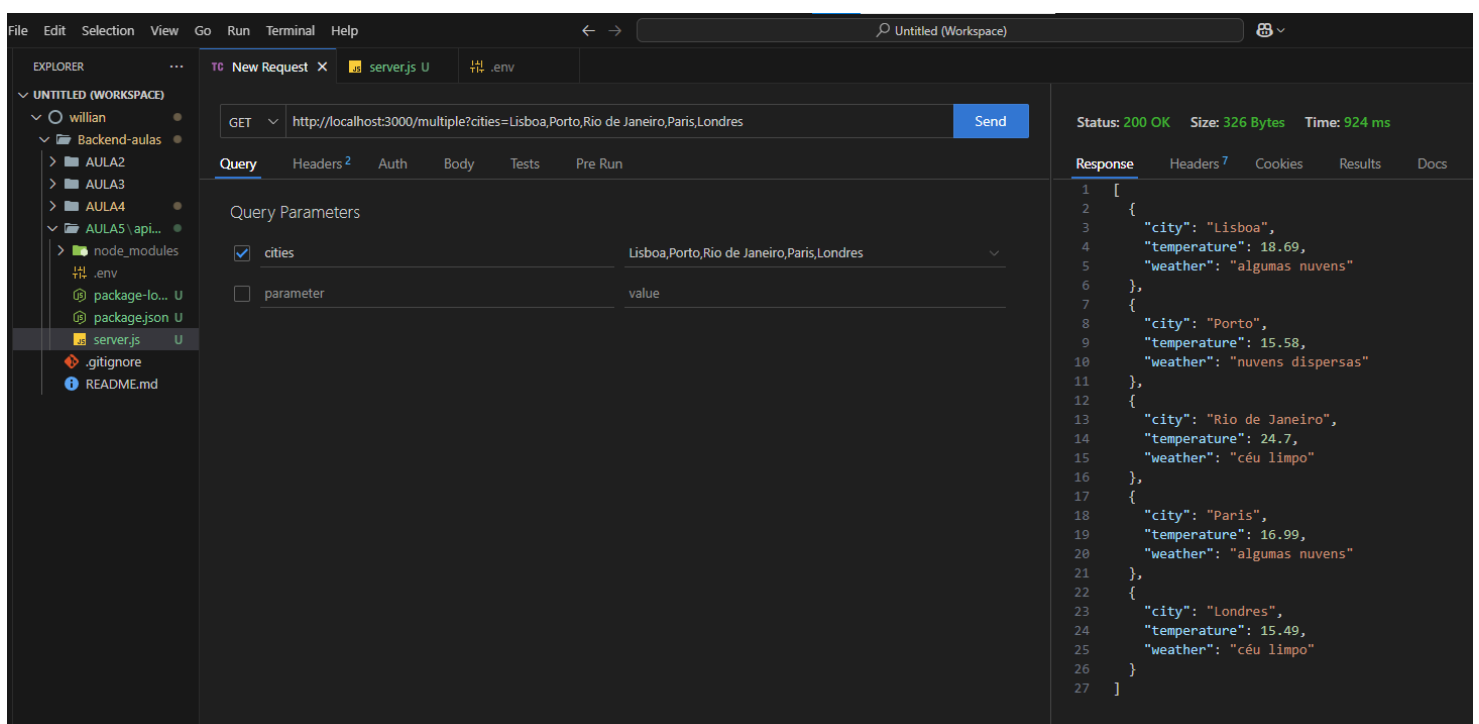 File Edit Selection View Go Run Terminal Help
Untitled (Workspace)
EXPLORER ...
TC New Request
JS server.js U
.env
UNTITLED (WORKSPACE)
willian
Backend-aulas
AULA2
AULA3
AULA4
AULA5\api...
node_modules
.env
package-lo... U
package.json U
JS server.js U
.gitignore
README.md
GET http://localhost:3000/multiple?cities=Lisboa,Porto,Rio de Janeiro,Paris,Londres Send
Query Headers 2 Auth Body Tests Pre Run
Query Parameters
cities Lisboa,Porto,Rio de Janeiro,Paris,Londres
parameter value
Status: 200 OK Size: 326 Bytes Time: 924 ms
Response Headers 7 Cookies Results Docs
1 [
2 {
3 "city": "Lisboa",
4 "temperature": 18.69,
5 "weather": "algumas nuvens"
6 },
7 {
8 "city": "Porto",
9 "temperature": 15.58,
10 "weather": "nuvens dispersas"
11 },
12 {
13 "city": "Rio de Janeiro",
14 "temperature": 24.7,
15 "weather": "céu limpo"
16 },
17 {
18 "city": "Paris",
19 "temperature": 16.99,
20 "weather": "algumas nuvens"
21 },
22 {
23 "city": "Londres",
24 "temperature": 15.49,
25 "weather": "céu limpo"
26 }
27 ]